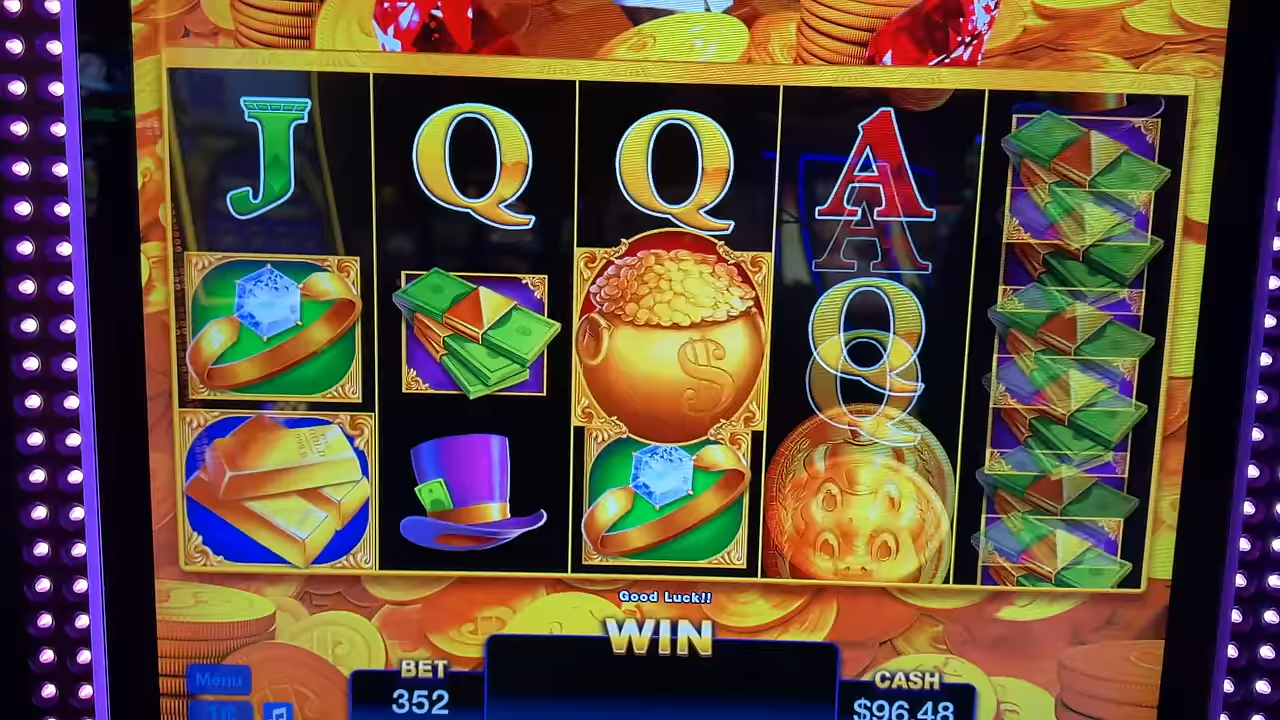 J Q Q A
A
Q
Q
$
Good Luck!!
WIN
Menu
BET
352
CASH
$96.48